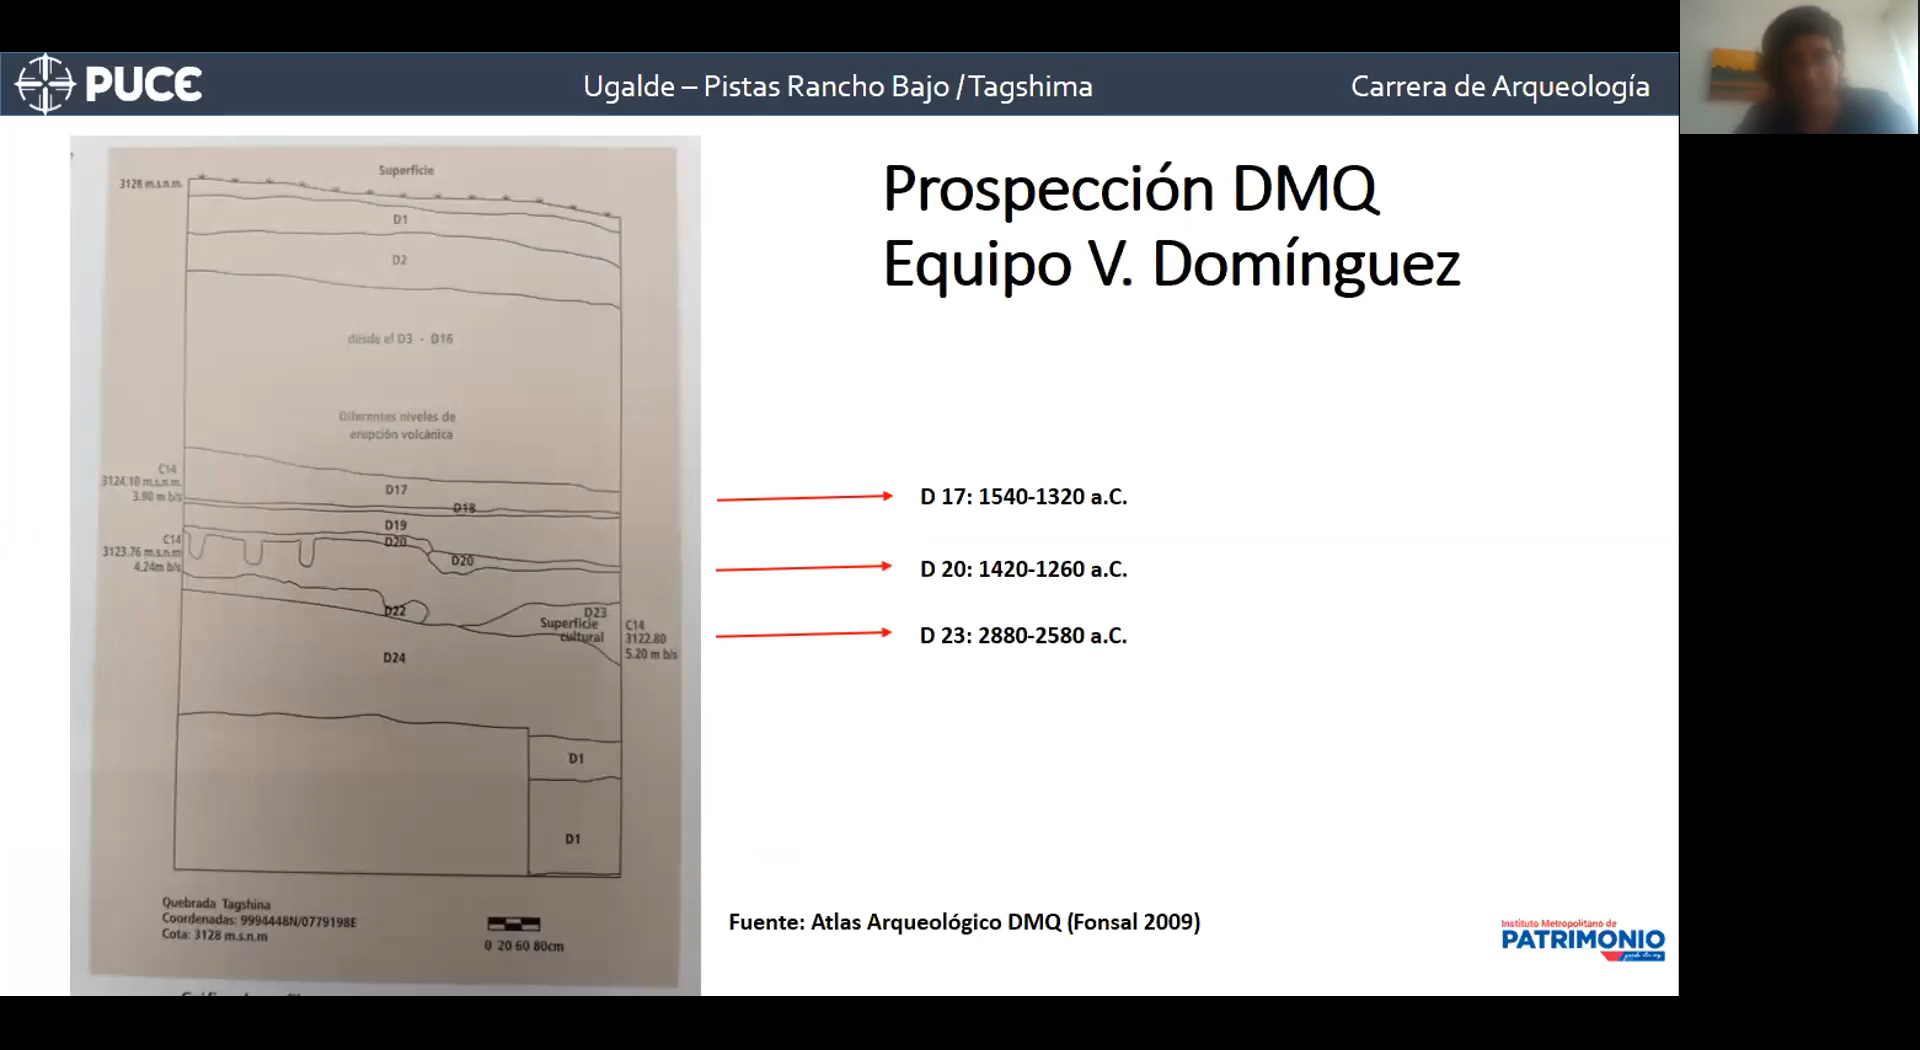 PUCE
Ugalde – Pistas Rancho Bajo / Tagshima
Carrera de Arqueología
Prospección DMQ
Equipo V. Domínguez
Superficie
3128 m.s.n.m.
D1
D2
desde el D3 - D16
Diferentes niveles de
erupción volcánica
C14
3124.10 m.s.n.m.
3.90 m b/s
D17
D18
D19
D20
D20
C14
3123.76 m.s.n.m
4.24m b/s
D22
D23
Superficie
cultural
C14
3122.80
5.20 m b/s
D24
D1
D1
Quebrada Tagshina
Coordenadas: 9994448N/0779198E
Cota: 3128 m.s.n.m
0 20 60 80cm
D 17: 1540-1320 a.C.
D 20: 1420-1260 a.C.
D 23: 2880-2580 a.C.
Fuente: Atlas Arqueológico DMQ (Fonsal 2009)
Instituto Metropolitano de
PATRIMONIO